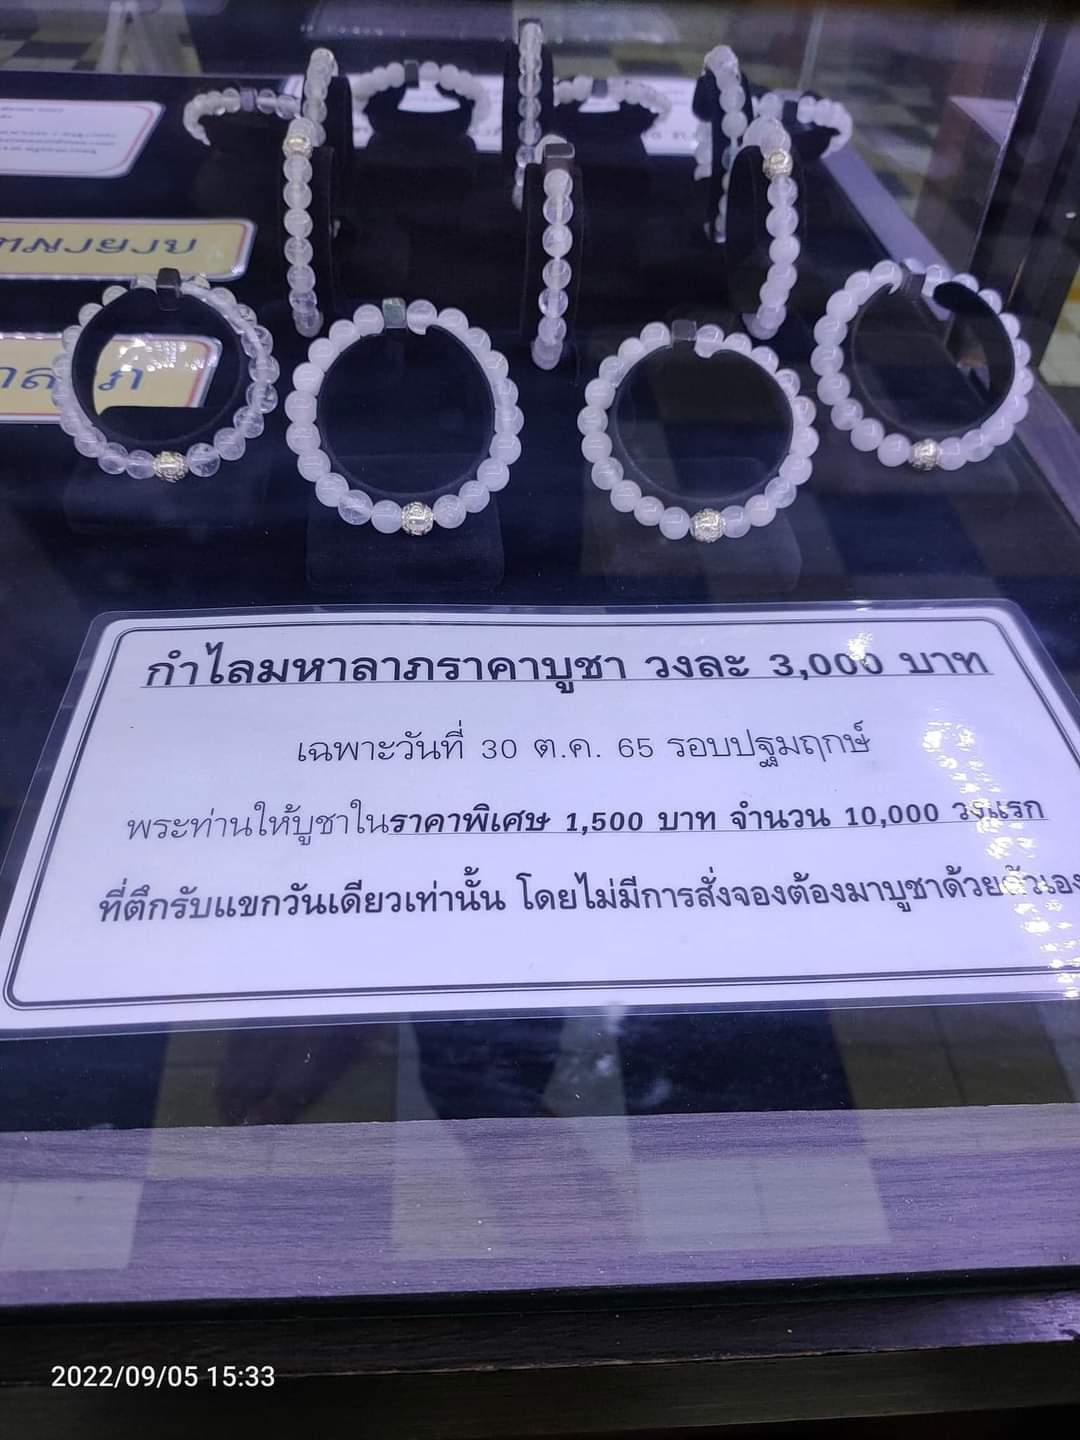 กำไลมหาลาภราคาบูชา วงละ 3,000 บาท
เฉพาะวันที่ 30 ต.ค. 65 รอบปฐมฤกษ์
พระท่านให้บูชาในราคาพิเศษ 1,500 บาท จำนวน 10,000 วงแรก
ที่ตึกรับแขกวันเดียวเท่านั้น โดยไม่มีการสั่งจองต้องมาบูชาด้วยตัวเอง
2022/09/05 15:33